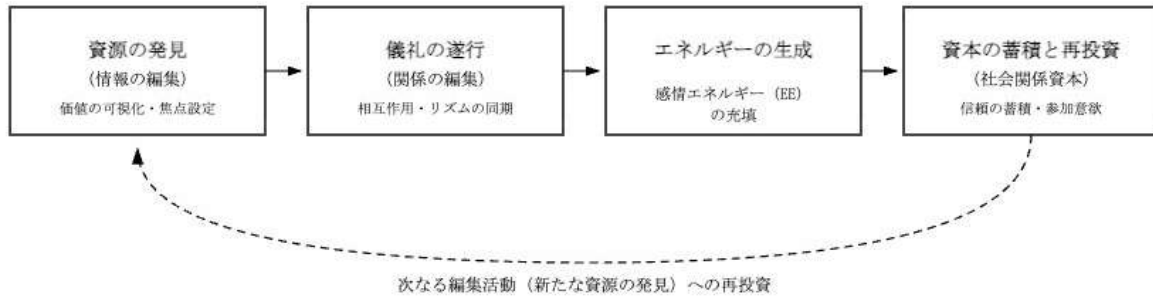 資源の発見
(情報の編集)
価値の可視化・焦点設定
儀礼の遂行
(関係の編集)
相互作用・リズムの同期
エネルギーの生成
感情エネルギー (EE)
の充填
資本の蓄積と再投資
(社会関係資本)
信頼の蓄積・参加意欲
次なる編集活動 (新たな資源の発見) への再投資